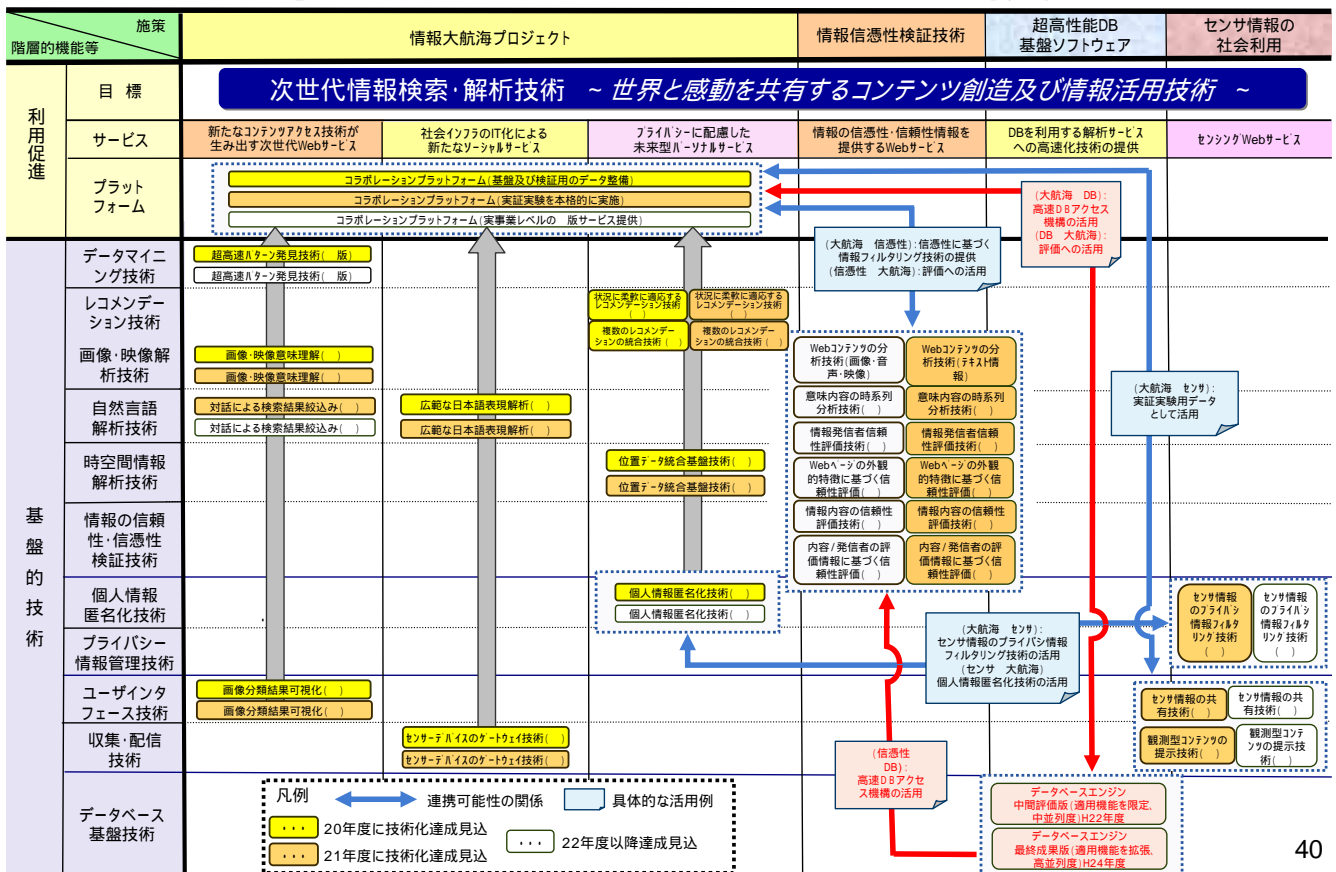 施策
階層的機能等
情報大航海プロジェクト
情報信憑性検証技術
超高性能DB
基盤ソフトウェア
センサ情報の
社会利用
利用促進
目 標
次世代情報検索・解析技術 ~ 世界と感動を共有するコンテンツ創造及び情報活用技術 ~
サービス
新たなコンテンツアクセス技術が
生み出す次世代Webサービス
社会インフラのIT化による
新たなソーシャルサービス
プライバシーに配慮した
未来型パーソナルサービス
情報の信憑性・信頼性情報を
提供するWebサービス
DBを利用する解析サービス
への高速化技術の提供
センシングWebサービス
プラット
フォーム
コラボレーションプラットフォーム(基盤及び検証用のデータ整備)
コラボレーションプラットフォーム(実証実験を本格的に実施)
コラボレーションプラットフォーム(実事業レベルの 版サービス提供)
(大航海 DB):
高速DBアクセス
機構の活用
(DB 大航海):
評価への活用
(大航海 信憑性):信憑性に基づく
情報フィルタリング技術の提供
(信憑性 大航海):評価への活用
基盤的技術
データマイニ
ング技術
超高速パターン発見技術( 版)
超高速パターン発見技術( 版)
レコメンデー
ション技術
状況に柔軟に適応する
レコメンデーション技術
( )
状況に柔軟に適応する
レコメンデーション技術
( )
複数のレコメンデー
ションの統合技術( )
複数のレコメンデー
ションの統合技術( )
画像・映像解
析技術
画像・映像意味理解( )
画像・映像意味理解( )
Webコンテンツの分
析技術(画像・音
声・映像)
Webコンテンツの分
析技術(テキスト情
報)
(大航海 センサ):
実証実験用データ
として活用
自然言語
解析技術
対話による検索結果絞込み( )
対話による検索結果絞込み( )
広範な日本語表現解析( )
広範な日本語表現解析( )
意味内容の時系列
分析技術( )
意味内容の時系列
分析技術( )
情報発信者信頼
性評価技術( )
情報発信者信頼
性評価技術( )
時空間情報
解析技術
位置データ統合基盤技術( )
位置データ統合基盤技術( )
Webページの外観
的特徴に基づく信
頼性評価( )
Webページの外観
的特徴に基づく信
頼性評価( )
情報の信頼
性・信憑性
検証技術
情報内容の信頼性
評価技術( )
情報内容の信頼性
評価技術( )
内容/発信者の評
価情報に基づく信
頼性評価( )
内容/発信者の評
価情報に基づく信
頼性評価( )
個人情報
匿名化技術
個人情報匿名化技術( )
個人情報匿名化技術( )
センサ情報
のプライバシ
情報フィルタ
リング技術
( )
センサ情報
のプライバシ
情報フィルタ
リング技術
( )
プライバシー
情報管理技術
(大航海 センサ):
センサ情報のプライバシ情報
フィルタリング技術の活用
(センサ 大航海)
個人情報匿名化技術の活用
ユーザインタ
フェース技術
画像分類結果可視化( )
画像分類結果可視化( )
センサ情報の共
有技術( )
センサ情報の共
有技術( )
収集・配信
技術
センサーデバイスのゲートウェイ技術( )
センサーデバイスのゲートウェイ技術( )
観測型コンテンツの
提示技術( )
観測型コンテ
ンツの提示技
術( )
(信憑性
DB):
高速DBアクセ
ス機構の活用
データベース
基盤技術
データベースエンジン
中間評価版(適用機能を限定、
中並列度)H22年度
データベースエンジン
最終成果版(適用機能を拡張、
高並列度)H24年度
凡例
連携可能性の関係
具体的な活用例
・・・ 20年度に技術化達成見込
・・・ 21年度に技術化達成見込
・・・ 22年度以降達成見込
40